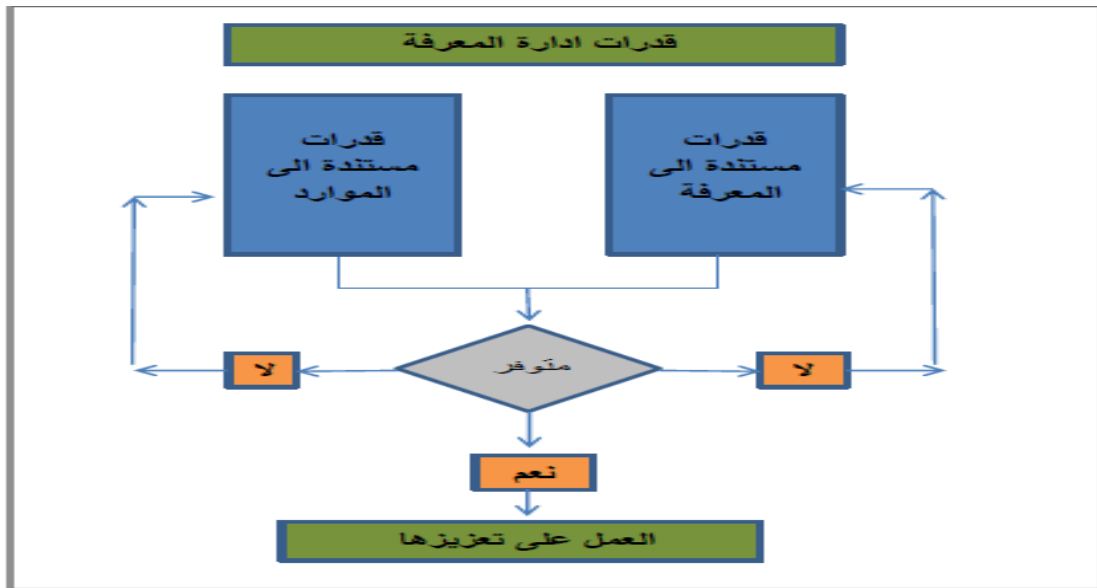 قدرات ادارة المعرفة
قدرات
مستندة الى
المعرفة
قدرات
مستندة الى
الموارد
متوفر
لا
لا
نعم
العمل على تعزيزها